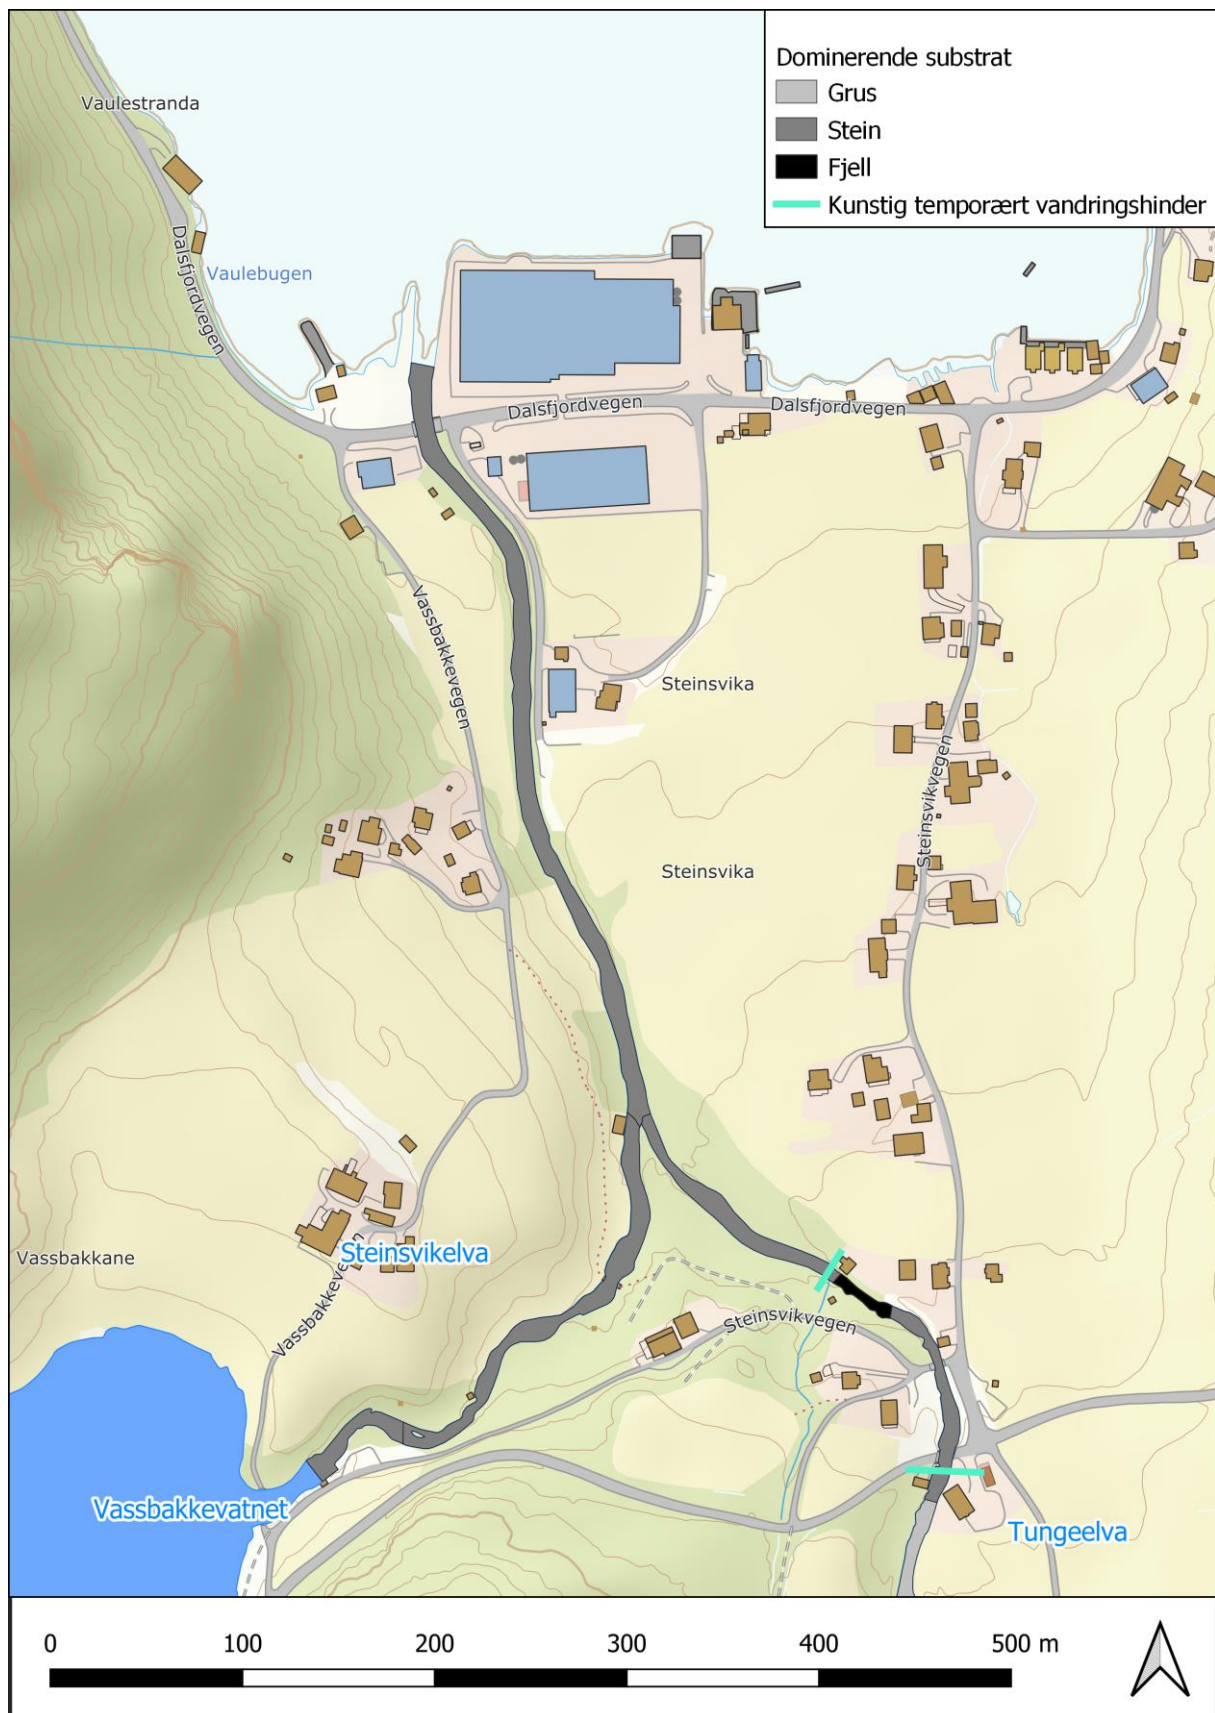 Dominerende substrat
Grus
Stein
Fjell
Kunstig temporært vandringshinder
Vaulestranda
Dalsfjordvegen
Vaulebugen
Dalsfjordvegen
Dalsfjordvegen
Vassbakkevegen
Steinsvika
Steinsvikvegen
Steinsvika
Vassbakkane
Steinsvikelva
Vassbakkevegen
Steinsvikvegen
Vassbakkevatnet
Tungeelva
0 100 200 300 400 500 m